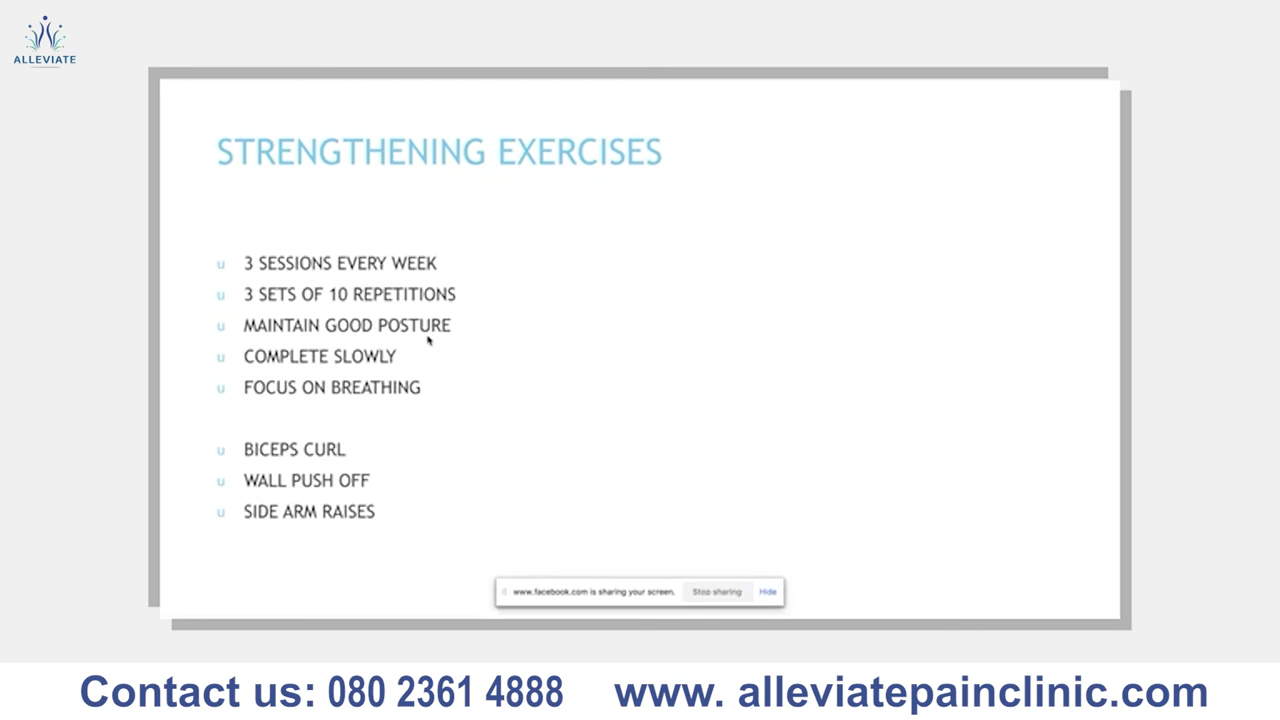 ALLEVIATE
STRENGTHENING EXERCISES
u 3 SESSIONS EVERY WEEK
u 3 SETS OF 10 REPETITIONS
u MAINTAIN GOOD POSTURE
u COMPLETE SLOWLY
u FOCUS ON BREATHING
u BICEPS CURL
u WALL PUSH OFF
u SIDE ARM RAISES
www.facebook.com is sharing your screen. Stop sharing Hide
Contact us: 080 2361 4888 www. alleviatepainclinic.com